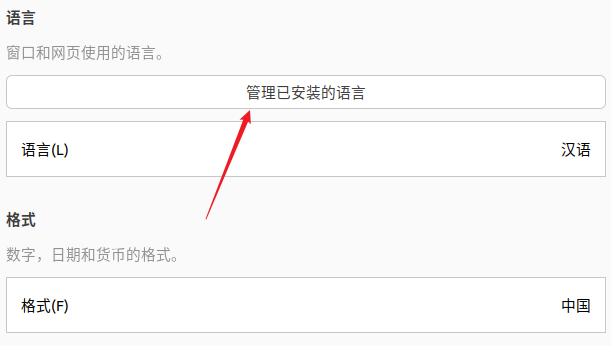 语言
窗口和网页使用的语言。
管理已安装的语言
语言(L) 汉语
格式
数字，日期和货币的格式。
格式(F) 中国